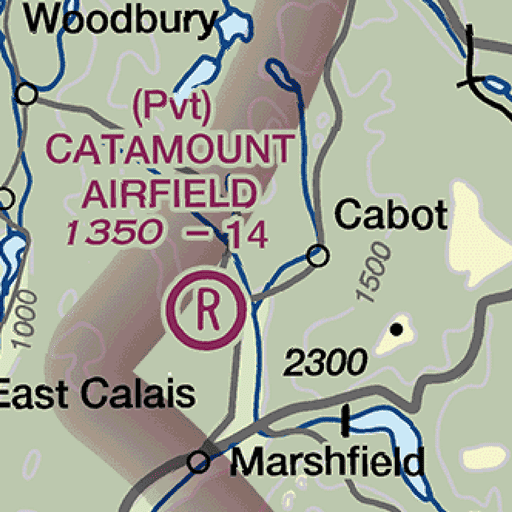 Woodbury
(Pvt)
CATAMOUNT
AIRFIELD
1350 – 14
Cabot
1500
R
1000
2300
East Calais
Marshfield